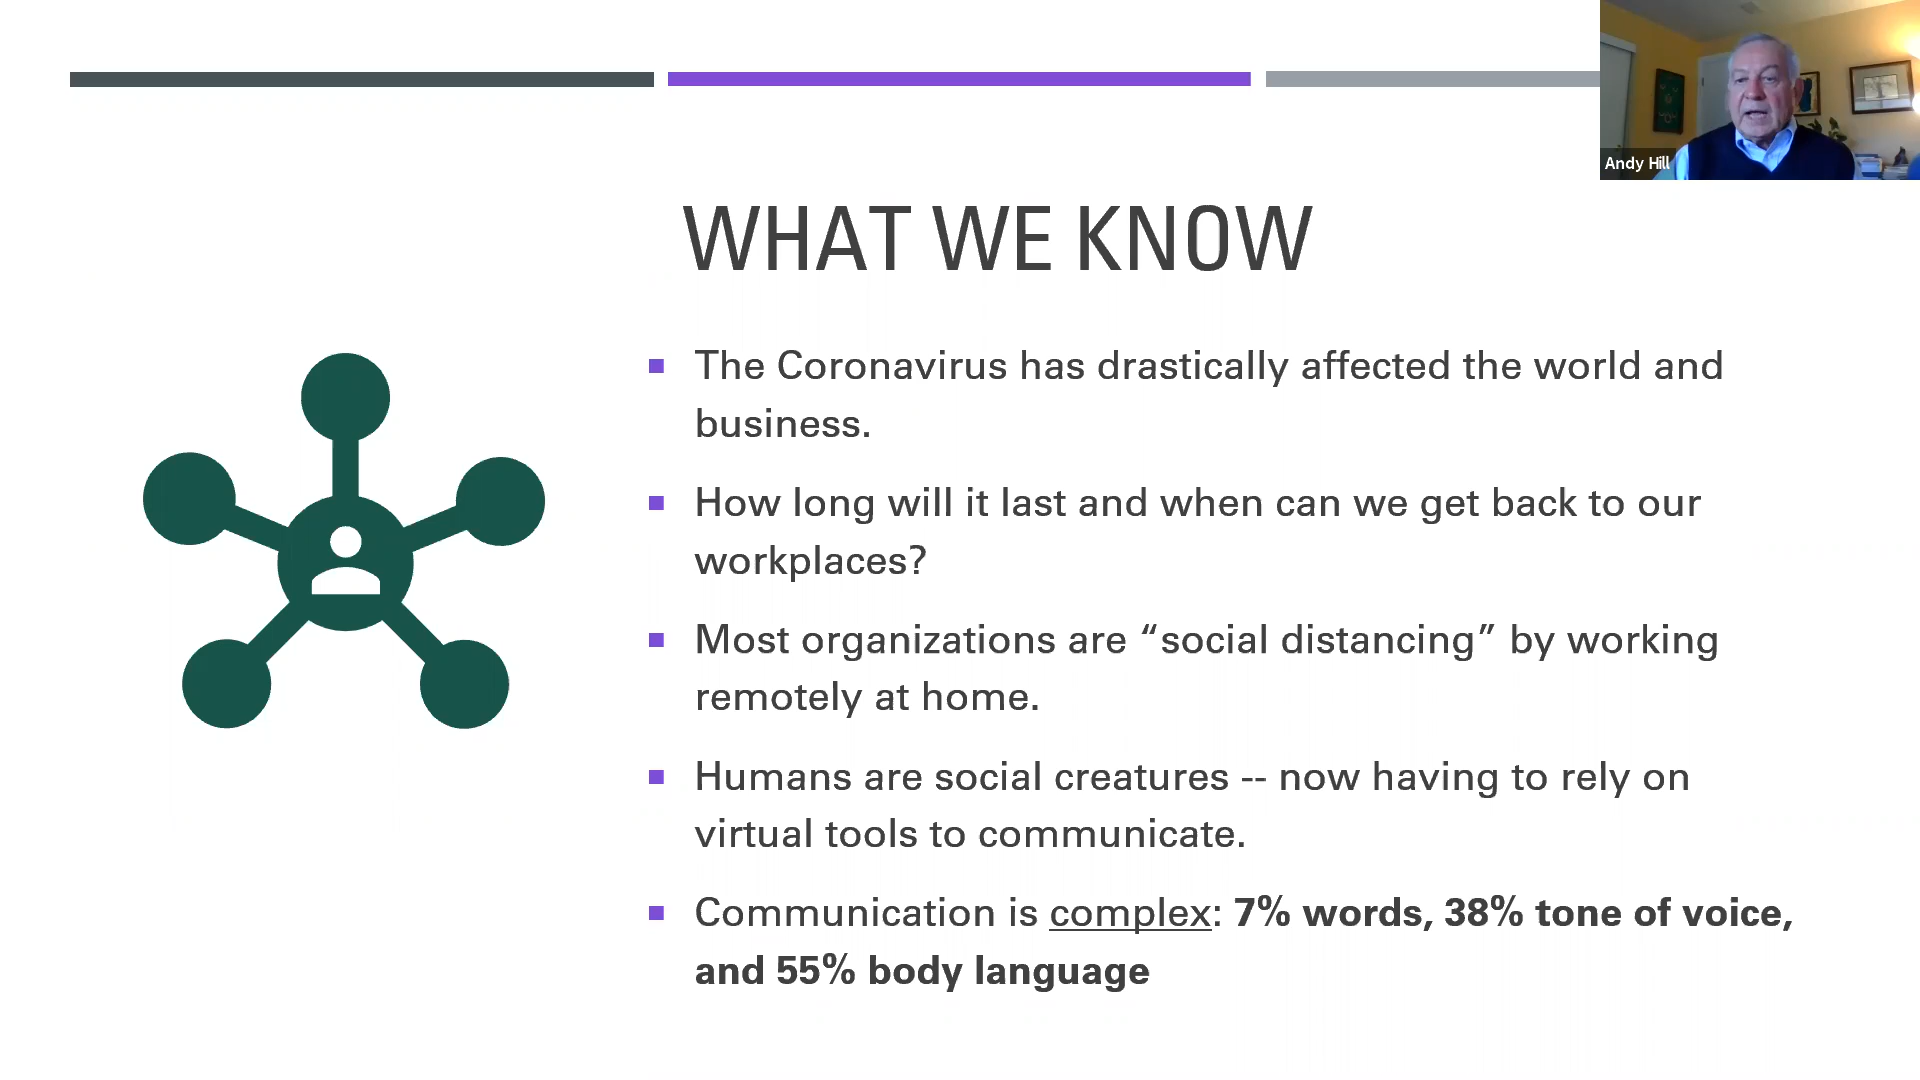 Andy Hill
WHAT WE KNOW
The Coronavirus has drastically affected the world and
business.
How long will it last and when can we get back to our
workplaces?
Most organizations are “social distancing” by working
remotely at home.
Humans are social creatures -- now having to rely on
virtual tools to communicate.
Communication is complex: 7% words, 38% tone of voice,
and 55% body language